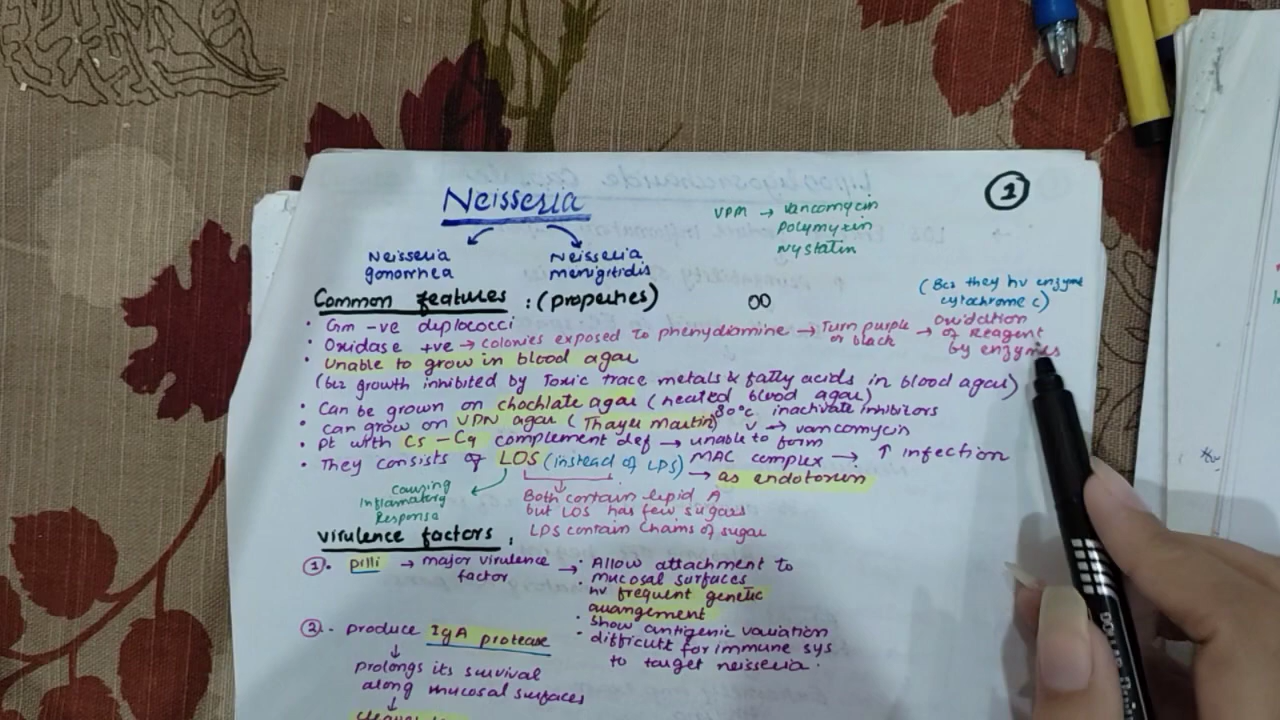 Neisseria
1
VPM → vancomycin
polymyxin
nystatin
Neisseria
gonorrhea
Neisseria
menigitidis
Common features : (properties)
(Bcz they hv enzyme
cytochrome c)
• Gm -ve diplococci
• Oxidase +ve → colonies exposed to phenydiamine → Turn purple
or black
→ oxidation
of reagent
by enzymes
• Unable to grow in blood agar
(bcz growth inhibited by Toxic trace metals & fatty acids in blood agar)
• Can be grown on chochlate agar (heated blood agar)
80°c inactivate inhibitors
• can grow on VPN agar (Thayer martin) V → vancomycin
• pt with C5 - C9 complement def → unable to form
MAC complex → ↑ infection
• They consists of LOS (instead of LPS) → as endotoxin
causing
Inflamatory
Response
Both contain lipid A
but LOS has few sugars
LPS contain chains of sugar
Virulence factors :
1. pilli → major virulence
factor
→ • Allow attachment to
• mucosal surfaces
hv frequent genetic
arrangement
• show antigenic variation
• difficult for immune sys
to target neisseria.
2. produce IgA protease
↓
prolongs its survival
along mucosal surfaces
↓